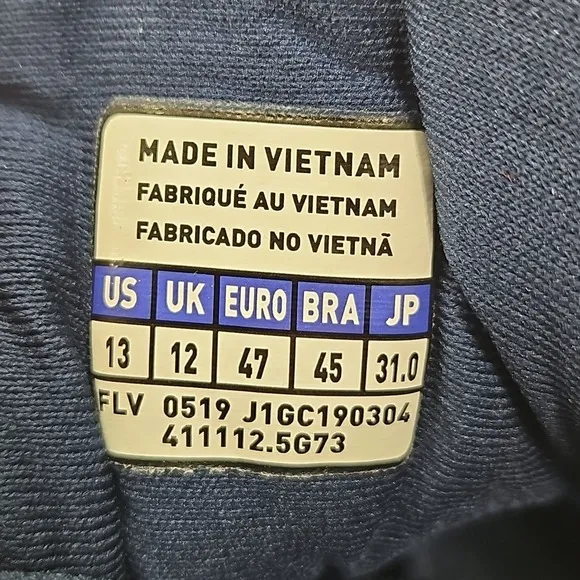 MADE IN VIETNAM
FABRIQUÉ AU VIETNAM
FABRICADO NO VIETNÃ
US UK EURO BRA JP
13 12 47 45 31.0
FLV 0519 J1GC190304
411112.5G73